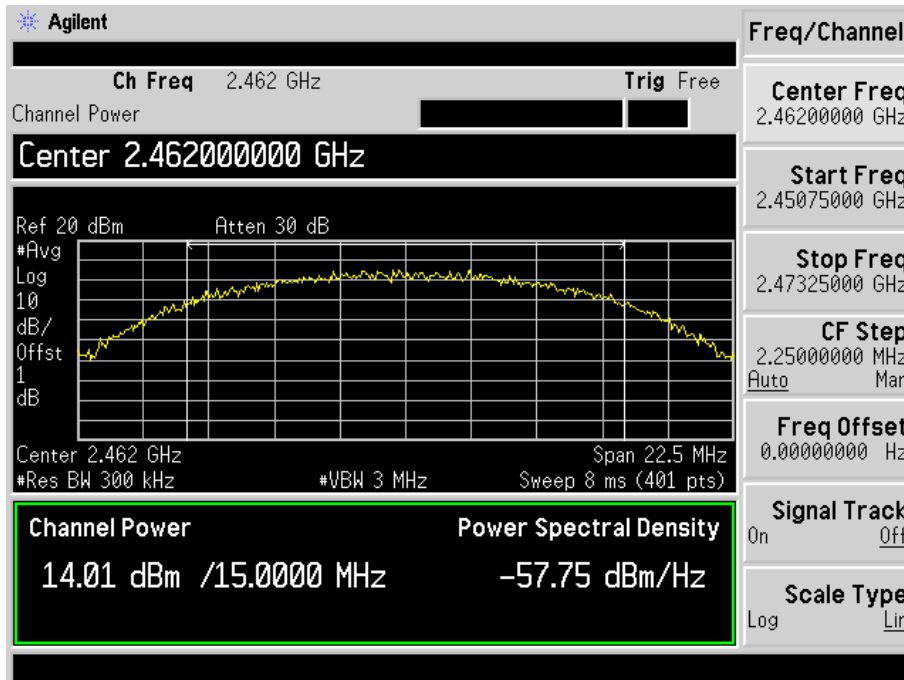 Agilent
Freq/Channel
Ch Freq 2.462 GHz Trig Free
Channel Power
Center 2.462000000 GHz
Ref 20 dBm Atten 30 dB
#Avg
Log
10
dB/
Offst
1
dB
Center 2.462 GHz Span 22.5 MHz
#Res BW 300 kHz #VBW 3 MHz Sweep 8 ms (401 pts)
Channel Power Power Spectral Density
14.01 dBm /15.0000 MHz -57.75 dBm/Hz
Center Freq
2.46200000 GHz
Start Freq
2.45075000 GHz
Stop Freq
2.47325000 GHz
CF Step
2.25000000 MHz
Auto Man
Freq Offset
0.00000000 Hz
Signal Track
On Off
Scale Type
Log Lin